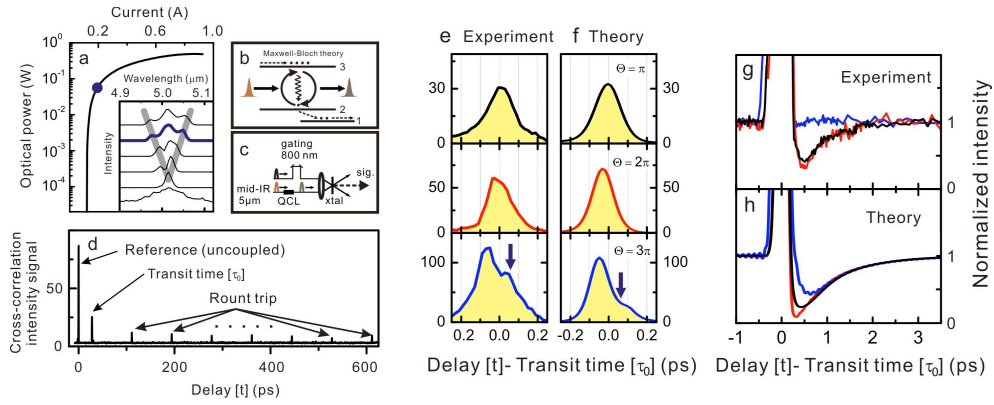 Current (A)
0.2 0.6 1.0
a
Optical power (W)
10⁰
10⁻¹
10⁻²
10⁻³
10⁻⁴
Wavelength (μm)
4.9 5.0 5.1
Intensity
b
Maxwell-Bloch theory
3
2
1
c
gating
800 nm
mid-IR
5μm
QCL
xtal
sig.
d
Cross-correlation
intensity signal
50
0
Reference (uncoupled)
Transit time [τ₀]
Rount trip
0 200 400 600
Delay [t] (ps)
e Experiment
f Theory
30
0
50
0
100
0
Θ = π
30
0
Θ = 2π
50
0
Θ = 3π
100
0
-0.2 0.0 0.2
-0.2 0.0 0.2
Delay [t]- Transit time [τ₀] (ps)
g
Experiment
1
0
h
Theory
1
0
-1 0 1 2 3
Delay [t]- Transit time [τ₀] (ps)
Normalized intensity